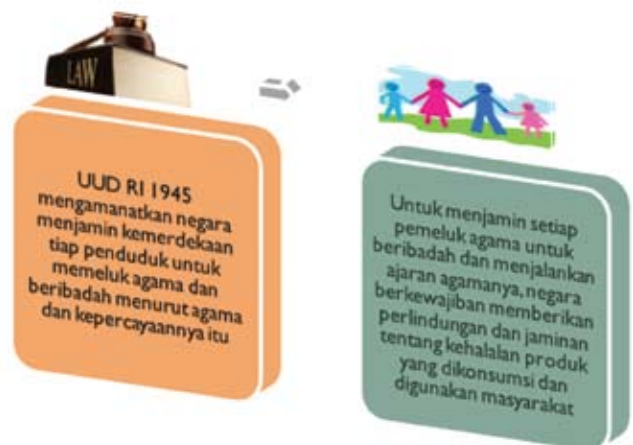 LAW
UUD RI 1945
mengamanatkan negara
menjamin kemerdekaan
tiap penduduk untuk
memeluk agama dan
beribadah menurut agama
dan kepercayaannya itu
Untuk menjamin setiap
pemeluk agama untuk
beribadah dan menjalankan
ajaran agamanya, negara
berkewajiban memberikan
perlindungan dan jaminan
tentang kehalalan produk
yang dikonsumsi dan
digunakan masyarakat